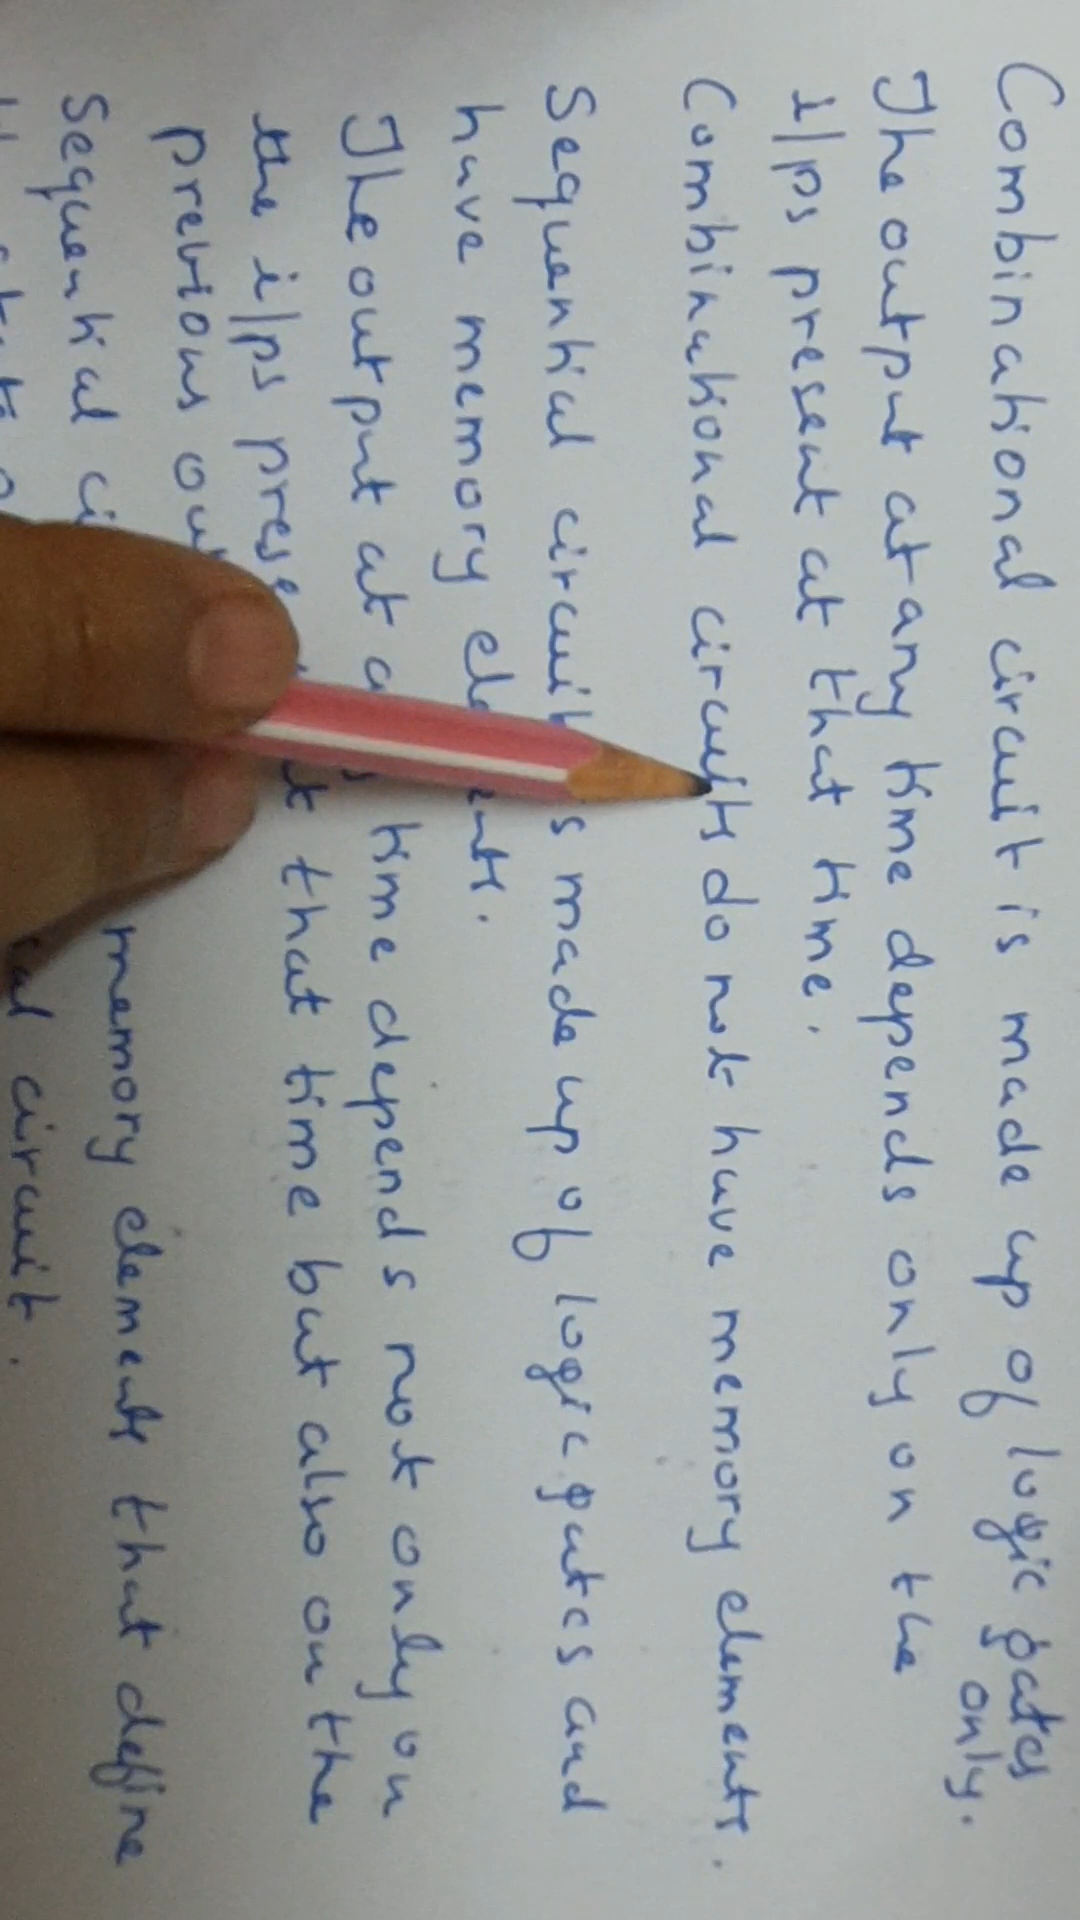 Combinational circuit is made up of logic gates
only.
The output at any time depends only on the
i/ps present at that time.
Combinational circuits do not have memory elements.
Sequential circuits made up of logic gates and
have memory elements.
The output at time depends not only on
the i/ps that time but also on the
previous
Sequential memory elements that define
circuit.